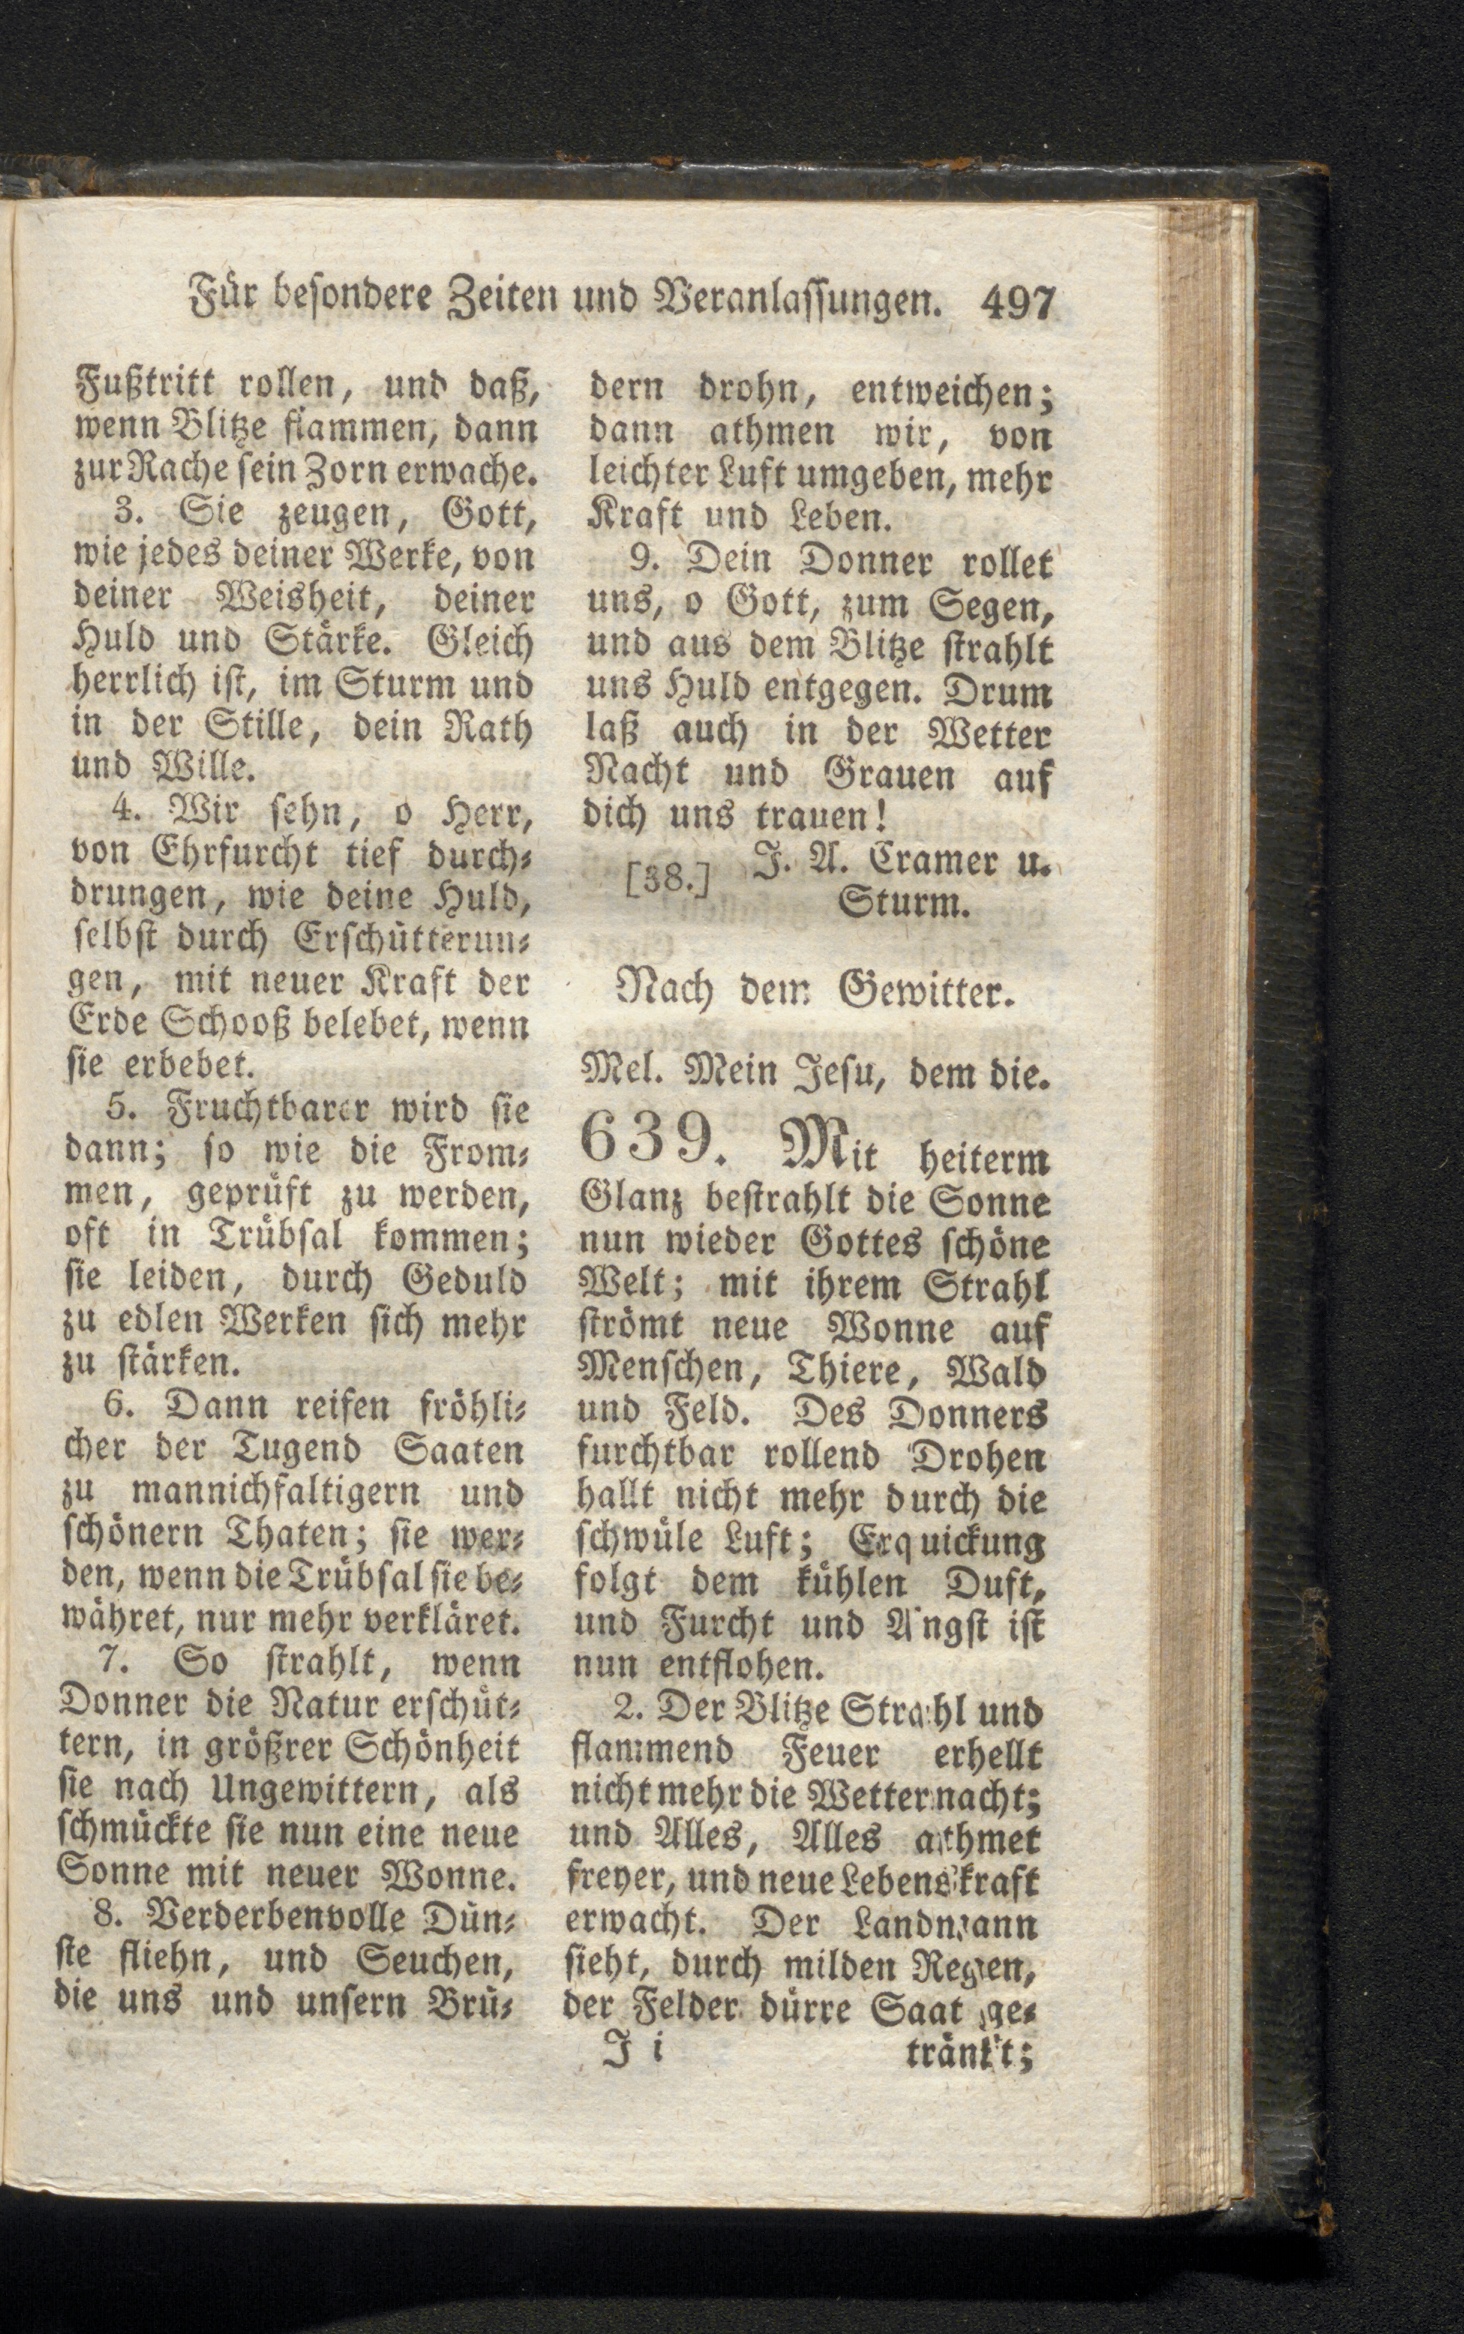 Für besondere Zeiten und Veranlassungen. 497
Fußtritt rollen, und daß,
wenn Blitze flammen, dann
zur Rache sein Zorn erwache.
3. Sie zeugen, Gott,
wie jedes deiner Werke, von
deiner Weisheit, deiner
Huld und Stärke. Gleich
herrlich ist, im Sturm und
in der Stille, dein Rath
und Wille.
4. Wir sehn, o Herr,
von Ehrfurcht tief durch-
drungen, wie deine Huld,
selbst durch Erschütterun-
gen, mit neuer Kraft der
Erde Schooß belebet, wenn
sie erbebet.
5. Fruchtbarer wird sie
dann; so wie die From-
men, geprüft zu werden,
oft in Trübsal kommen;
sie leiden, durch Geduld
zu edlen Werken sich mehr
zu stärken.
6. Dann reifen fröhli-
cher der Tugend Saaten
zu mannichfaltigern und
schönern Thaten; sie wer-
den, wenn die Trübsal sie be-
währet, nur mehr verkläret.
7. So strahlt, wenn
Donner die Natur erschüt-
tern, in größrer Schönheit
sie nach Ungewittern, als
schmückte sie nun eine neue
Sonne mit neuer Wonne.
8. Verderbenvolle Dün-
ste fliehn, und Seuchen,
die uns und unsern Brü-
dern drohn, entweichen;
dann athmen wir, von
leichter Luft umgeben, mehr
Kraft und Leben.
9. Dein Donner rollet
uns, o Gott, zum Segen,
und aus dem Blitze strahlt
uns Huld entgegen. Drum
laß auch in der Wetter
Nacht und Grauen auf
dich uns trauen!
[38.] J. A. Cramer u.
Sturm.
Nach dem Gewitter.
Mel. Mein Jesu, dem die.
639. Mit heiterm
Glanz bestrahlt die Sonne
nun wieder Gottes schöne
Welt; mit ihrem Strahl
strömt neue Wonne auf
Menschen, Thiere, Wald
und Feld. Des Donners
furchtbar rollend Drohen
hallt nicht mehr durch die
schwüle Luft; Erquickung
folgt dem kühlen Duft,
und Furcht und Angst ist
nun entflohen.
2. Der Blitze Strahl und
flammend Feuer erhellt
nicht mehr die Wetternacht;
und Alles, Alles athmet
freyer, und neue Lebenskraft
erwacht. Der Landmann
sieht, durch milden Regen,
der Felder dürre Saat ge-
J i tränkt;